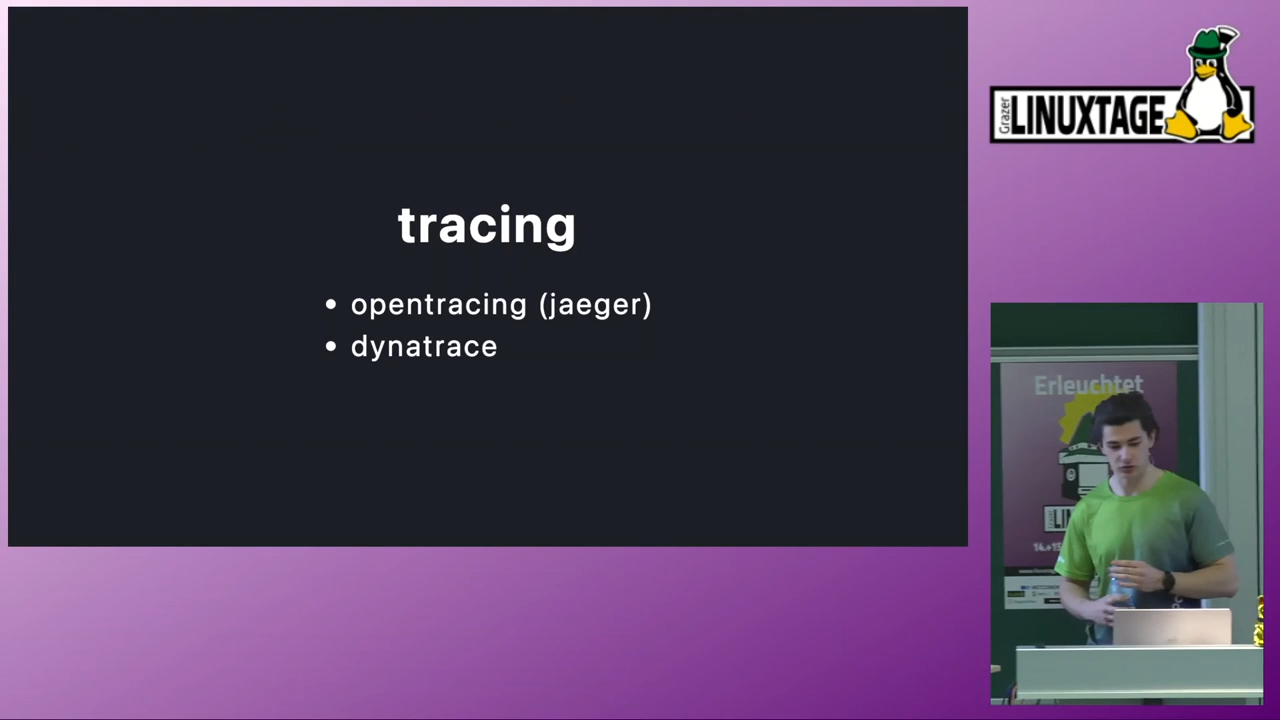 tracing
• opentracing (jaeger)
• dynatrace
Grazer
LINUXTAGE
Erleuchtet